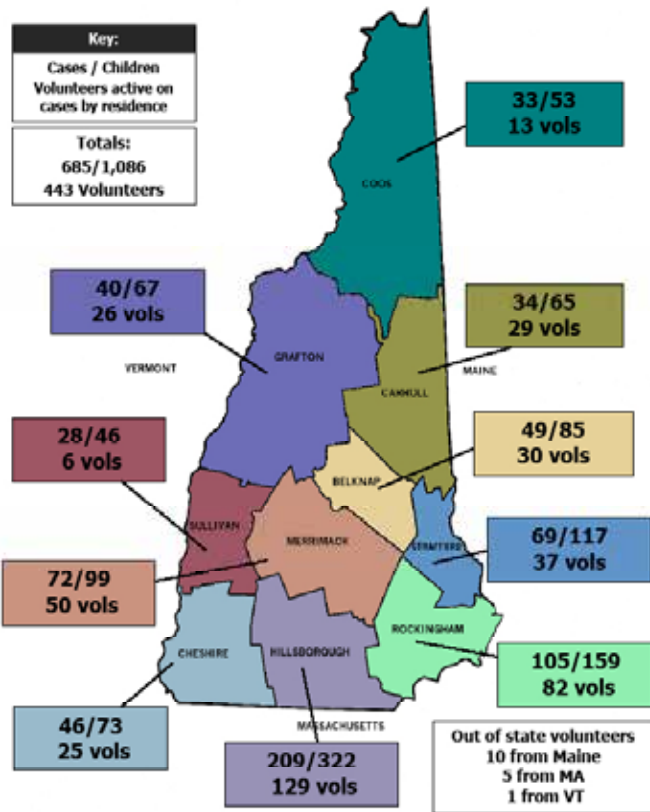 Key:
Cases / Children
Volunteers active on
cases by residence
Totals:
685/1,086
443 Volunteers
33/53
13 vols
COOS
40/67
26 vols
34/65
29 vols
VERMONT
GRAFTON
MAINE
CARROLL
28/46
6 vols
49/85
30 vols
BELKNAP
SULLIVAN
MERRIMACK
STRAFFORD
69/117
37 vols
72/99
50 vols
ROCKINGHAM
CHESHIRE
HILLSBOROUGH
105/159
82 vols
46/73
25 vols
MASSACHUSETTS
209/322
129 vols
Out of state volunteers
10 from Maine
5 from MA
1 from VT